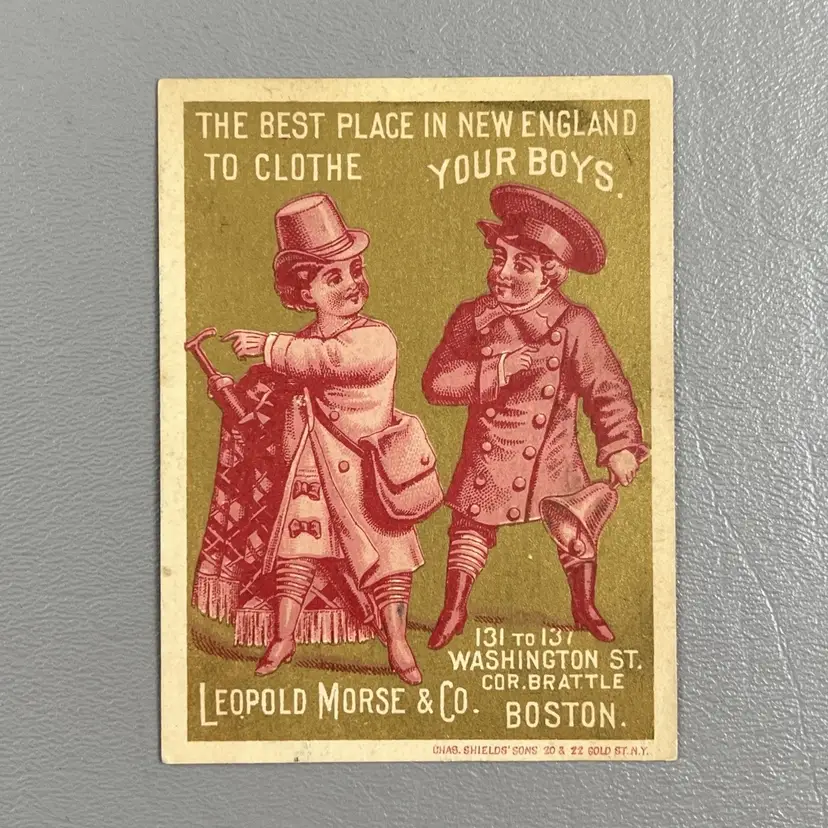 THE BEST PLACE IN NEW ENGLAND
TO CLOTHE YOUR BOYS.
131 TO 137
WASHINGTON ST.
COR. BRATTLE
LEOPOLD MORSE & CO. BOSTON.
CHAS. SHIELDS' SONS 20 & 22 GOLD ST. N.Y.